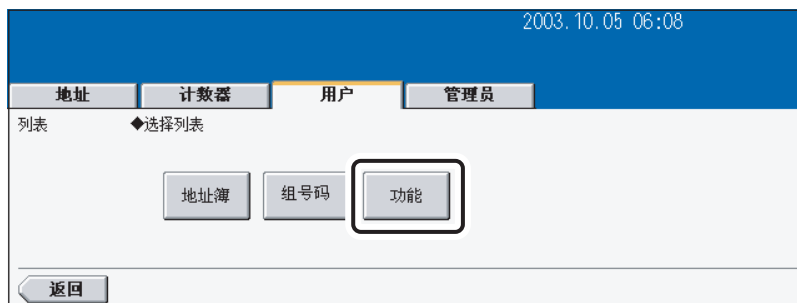 2003.10.05 06:08
地址 计数器 用户 管理员
列表 ◆选择列表
地址簿 组号码 功能
返回